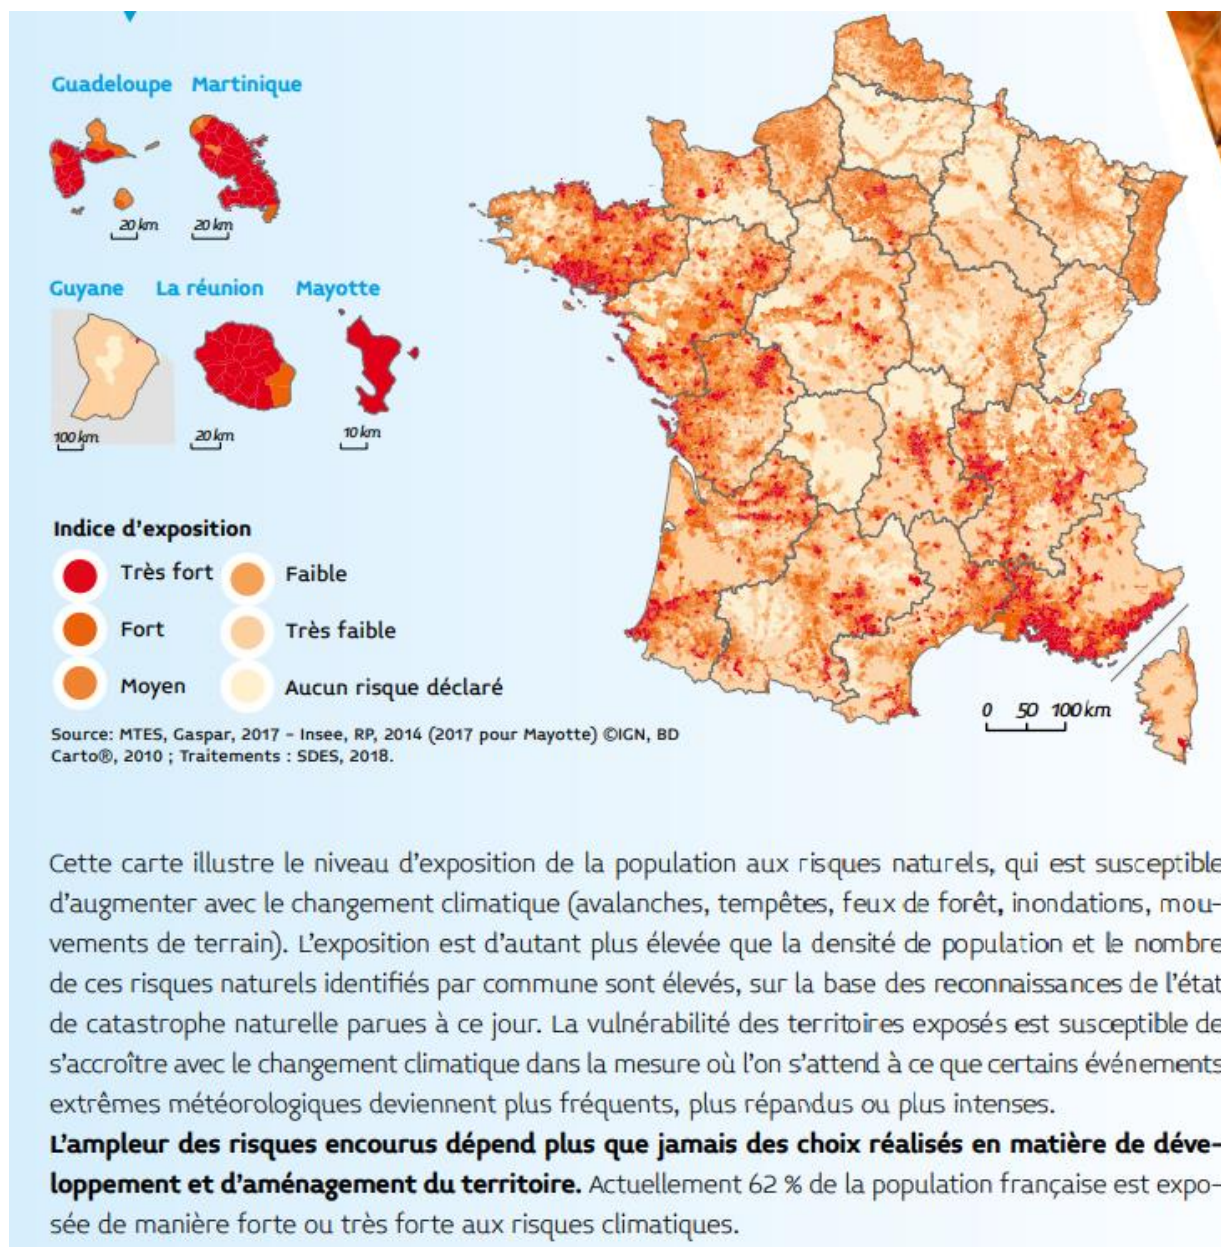 Guadeloupe Martinique
20 km 20 km
Guyane La réunion Mayotte
100 km 20 km 10 km
Indice d'exposition
Très fort Faible
Fort Très faible
Moyen Aucun risque déclaré
0 50 100 km
Source: MTES, Gaspar, 2017 – Insee, RP, 2014 (2017 pour Mayotte) ©IGN, BD
Carto®, 2010 ; Traitements : SDES, 2018.
Cette carte illustre le niveau d'exposition de la population aux risques naturels, qui est susceptible
d'augmenter avec le changement climatique (avalanches, tempêtes, feux de forêt, inondations, mou-
vements de terrain). L'exposition est d'autant plus élevée que la densité de population et le nombre
de ces risques naturels identifiés par commune sont élevés, sur la base des reconnaissances de l'état
de catastrophe naturelle parues à ce jour. La vulnérabilité des territoires exposés est susceptible de
s'accroître avec le changement climatique dans la mesure où l'on s'attend à ce que certains événements
extrêmes météorologiques deviennent plus fréquents, plus répandus ou plus intenses.
L'ampleur des risques encourus dépend plus que jamais des choix réalisés en matière de déve-
loppement et d'aménagement du territoire. Actuellement 62 % de la population française est expo-
sée de manière forte ou très forte aux risques climatiques.